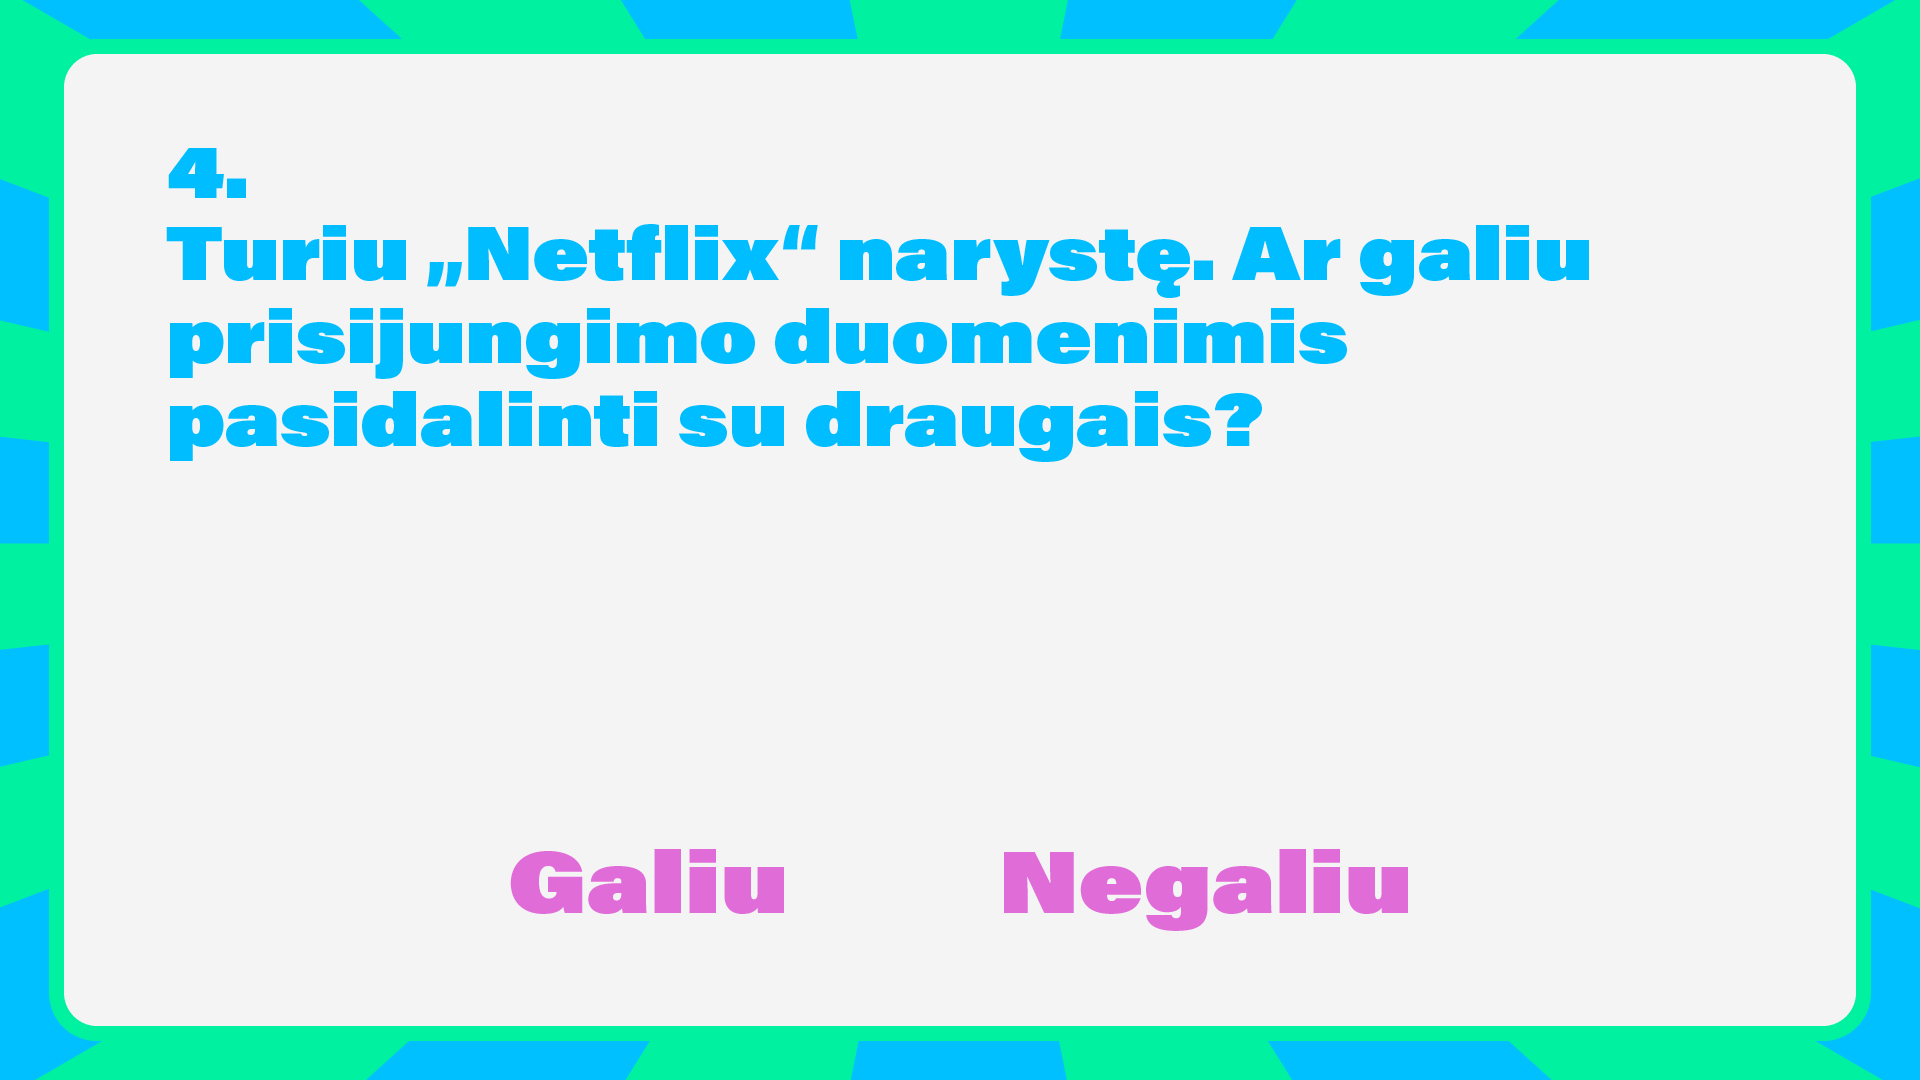 4.
Turiu „Netflix“ narystę. Ar galiu
prisijungimo duomenimis
pasidalinti su draugais?
Galiu
Negaliu